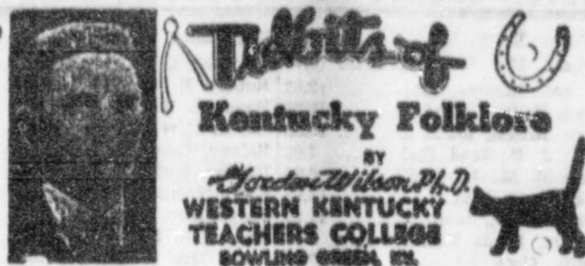 Tidbits of
Kentucky Folklore
BY
Gordon Wilson Ph.D.
WESTERN KENTUCKY
TEACHERS COLLEGE
BOWLING GREEN, KY.